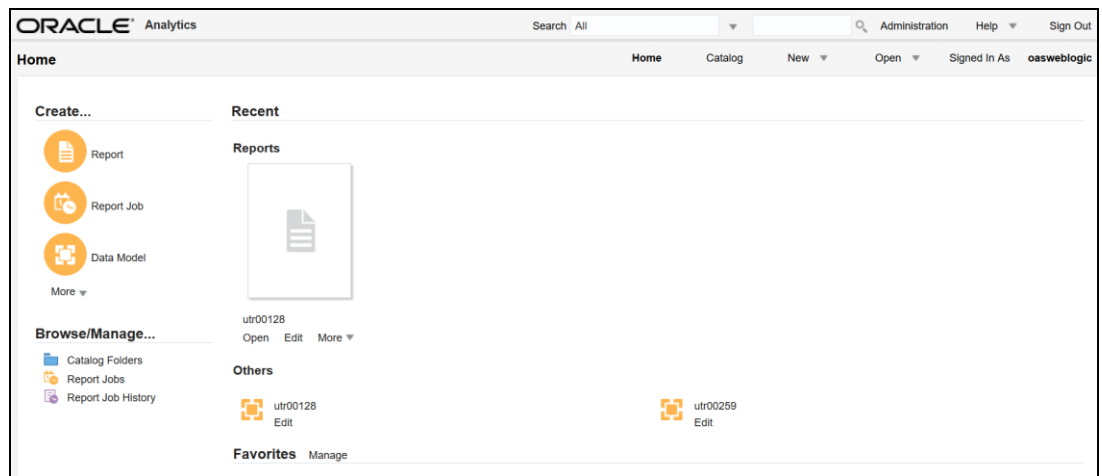 ORACLE Analytics Search All Administration Help Sign Out
Home Home Catalog New Open Signed In As oasweblogic
Create...
Report
Report Job
Data Model
More
Browse/Manage...
Catalog Folders
Report Jobs
Report Job History
Recent
Reports
utr00128
Open Edit More
Others
utr00128
Edit
utr00259
Edit
Favorites Manage